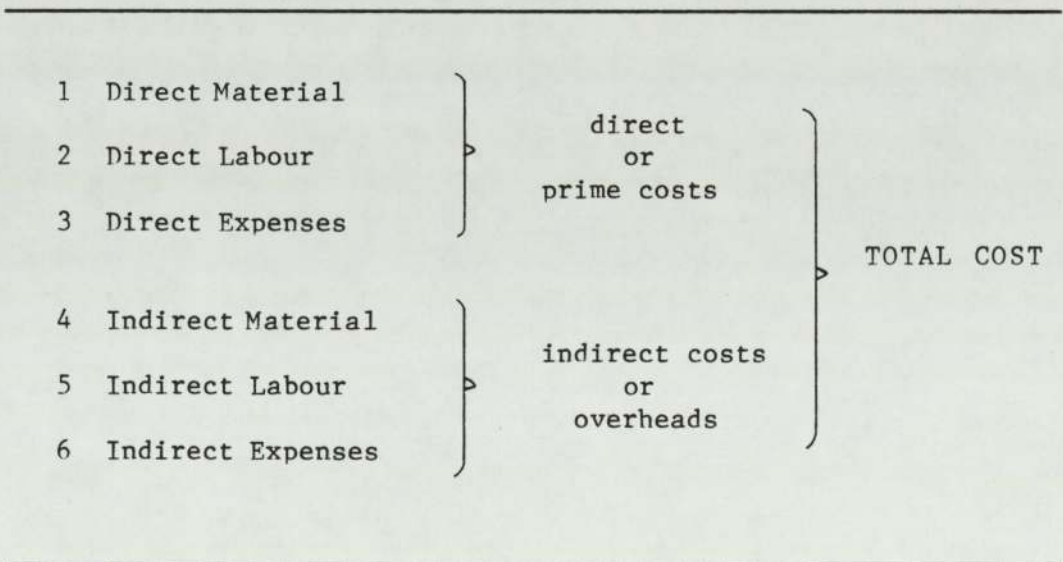 1 Direct Material
2 Direct Labour
3 Direct Expenses
direct
or
prime costs
4 Indirect Material
5 Indirect Labour
6 Indirect Expenses
indirect costs
or
overheads
TOTAL COST